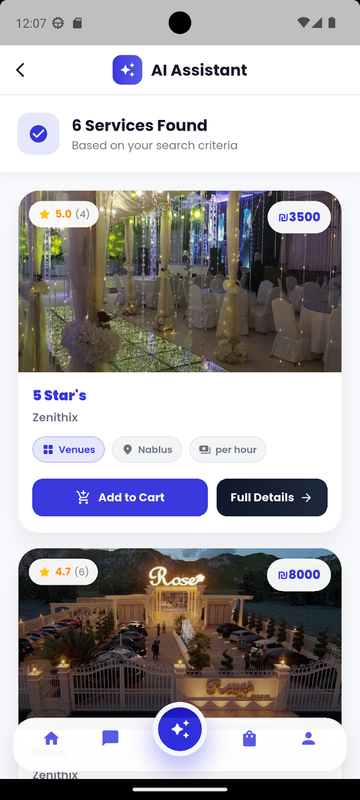 12:07
AI Assistant
6 Services Found
Based on your search criteria
5.0 (4)
₪3500
5 Star's
Zenithix
Venues
Nablus
per hour
Add to Cart
Full Details →
4.7 (6)
₪8000
Rose
Zenithix